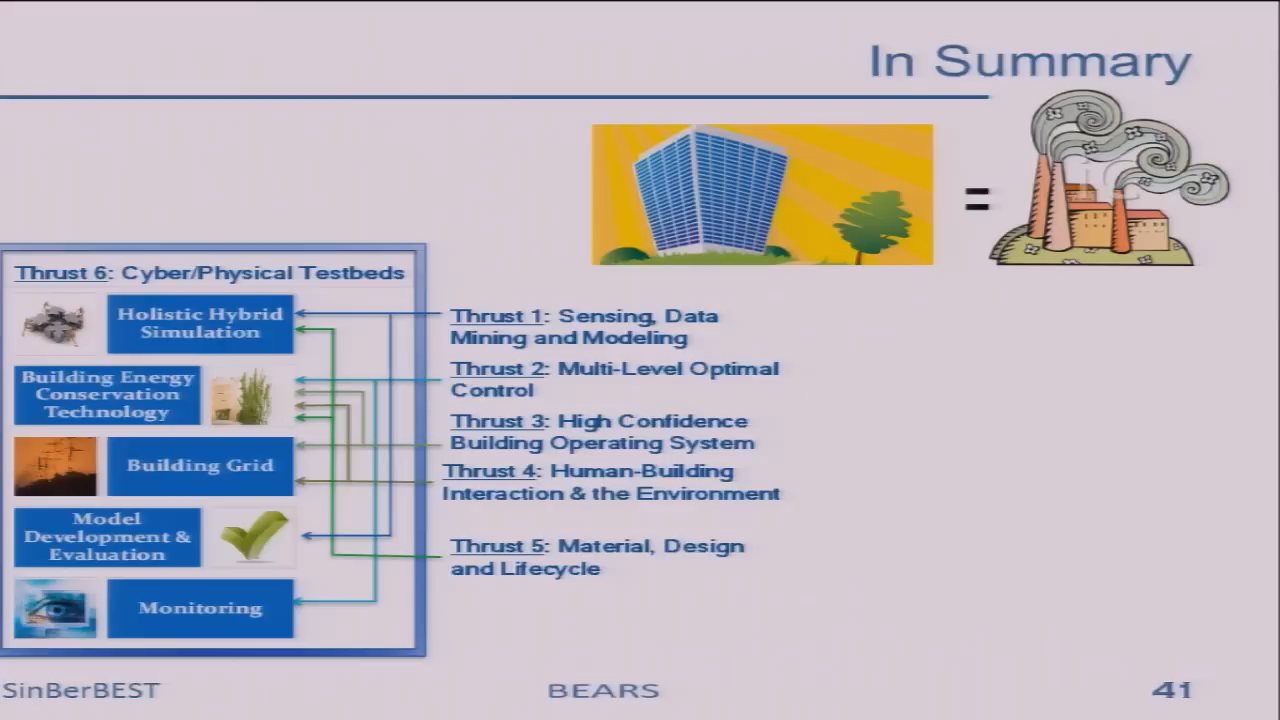 In Summary
Thrust 6: Cyber/Physical Testbeds
Holistic Hybrid
Simulation
Building Energy
Conservation
Technology
Building Grid
Model
Development &
Evaluation
Monitoring
Thrust 1: Sensing, Data
Mining and Modeling
Thrust 2: Multi-Level Optimal
Control
Thrust 3: High Confidence
Building Operating System
Thrust 4: Human-Building
Interaction & the Environment
Thrust 5: Material, Design
and Lifecycle
SinBerBEST
BEARS
41